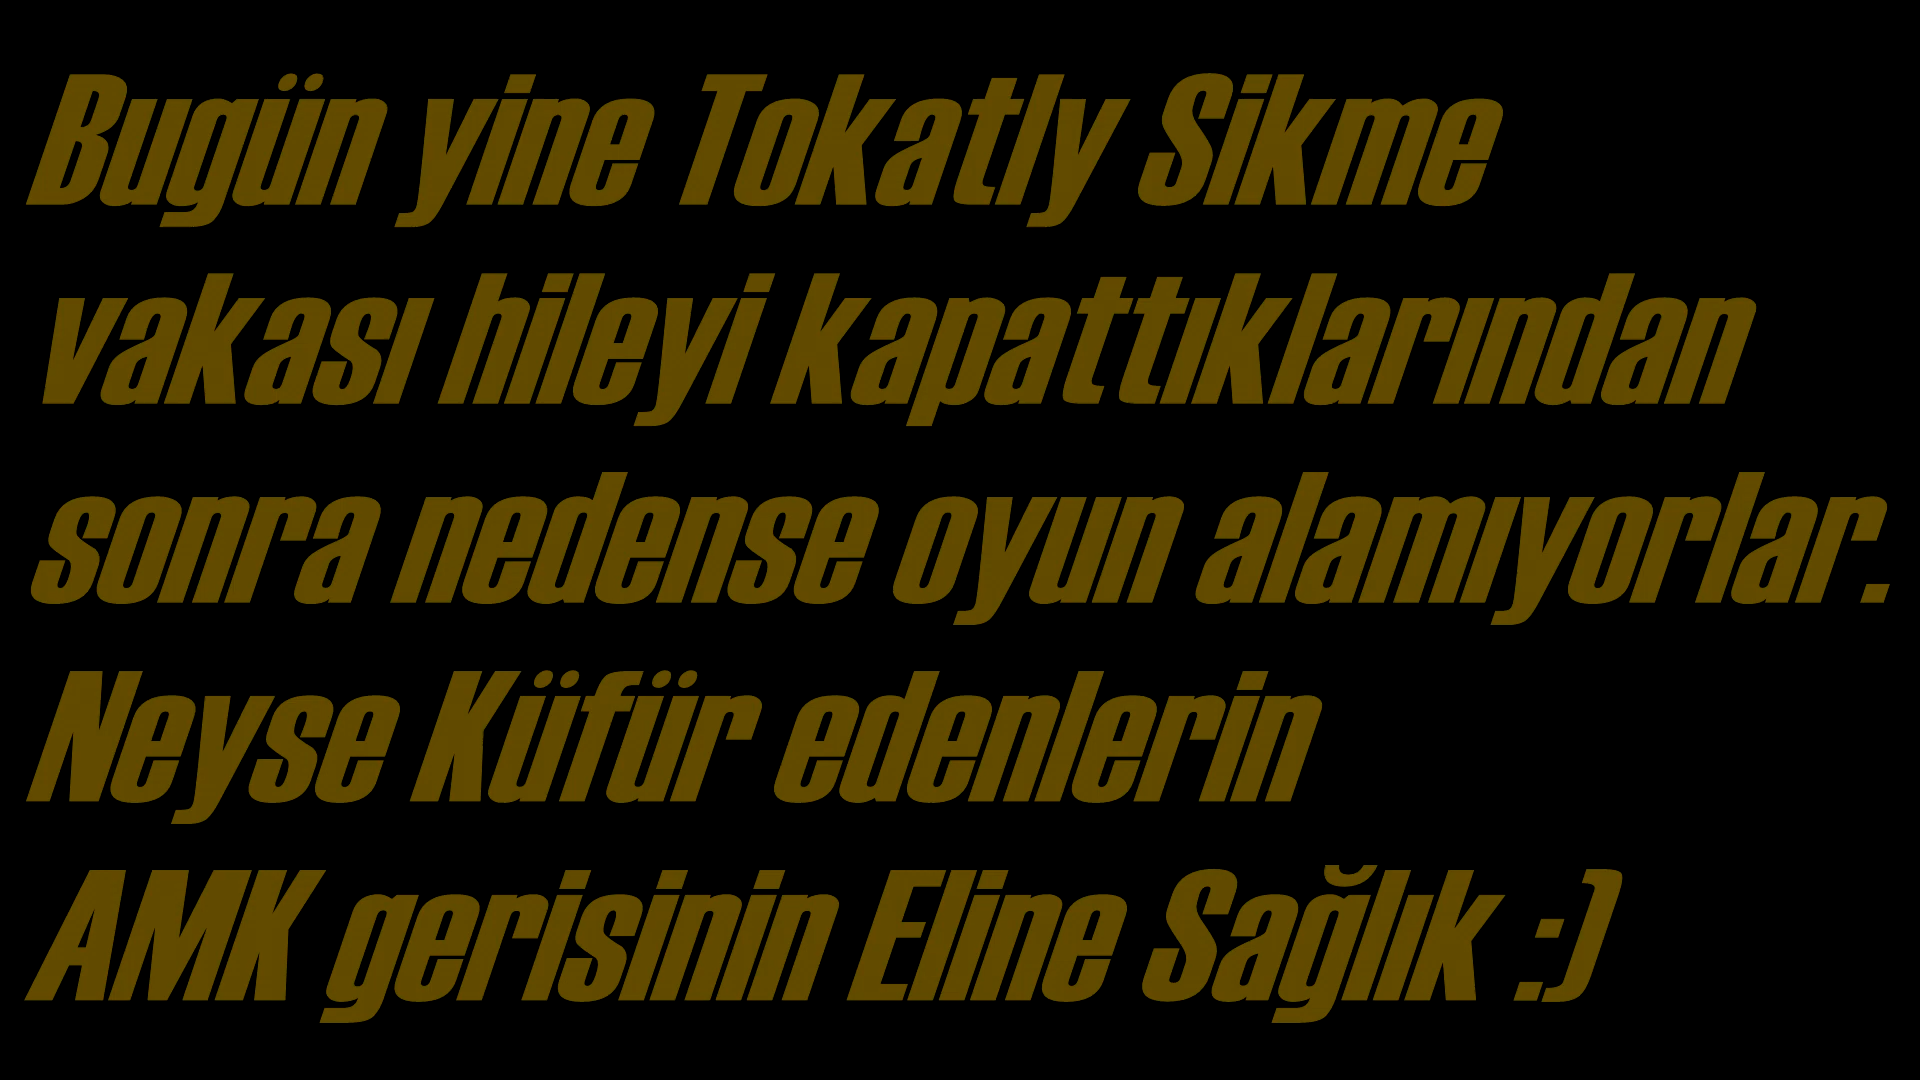 Bugün yine Tokatly Sikme
vakası hileyi kapattıklarından
sonra nedense oyun alamıyorlar.
Neyse Küfür edenlerin
AMK gerisinin Eline Sağlık :)